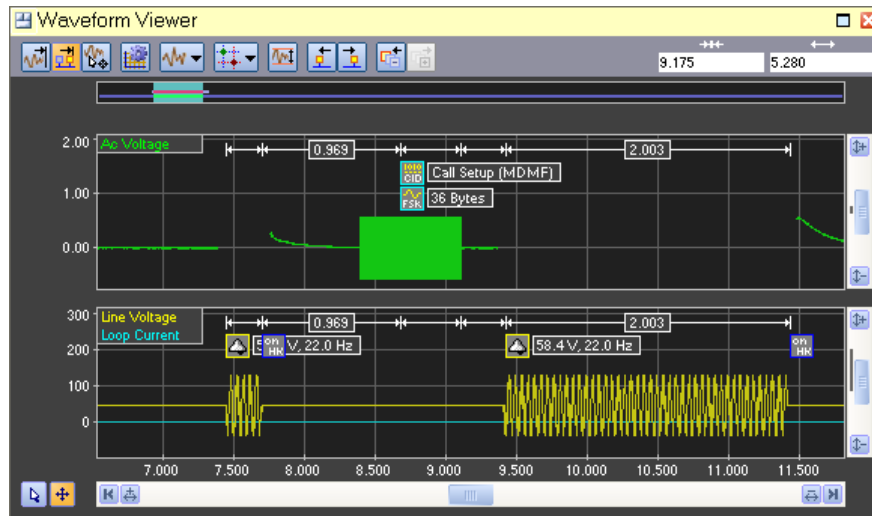 Waveform Viewer
9.175
5.280
2.00
1.00
0.00
Ac Voltage
0.969
2.003
1010
CID
Call Setup (MDMF)
FSK
36 Bytes
300
200
100
0
Line Voltage
Loop Current
0.969
2.003
on
HK
V, 22.0 Hz
58.4 V, 22.0 Hz
on
HK
7.000 7.500 8.000 8.500 9.000 9.500 10.000 10.500 11.000 11.500